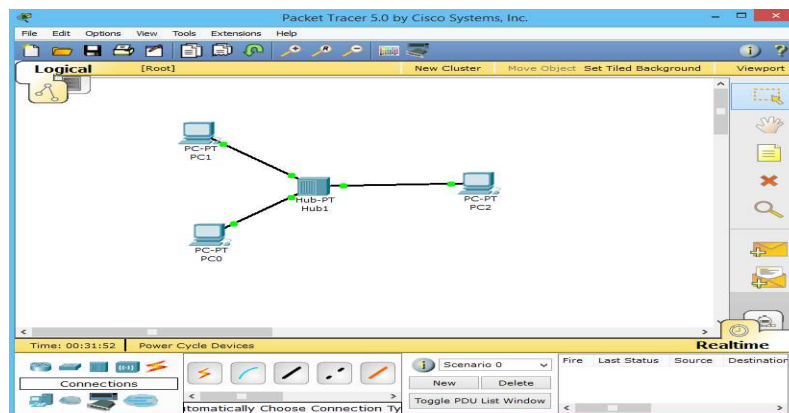 Packet Tracer 5.0 by Cisco Systems, Inc.
File Edit Options View Tools Extensions Help
Logical [Root] New Cluster Move Object Set Tiled Background Viewport
PC-PT
PC1
Hub-PT
Hub1
PC-PT
PC2
PC-PT
PC0
Time: 00:31:52 Power Cycle Devices Realtime
Connections
utomatically Choose Connection Ty
Scenario 0
New Delete
Toggle PDU List Window
Fire Last Status Source Destination